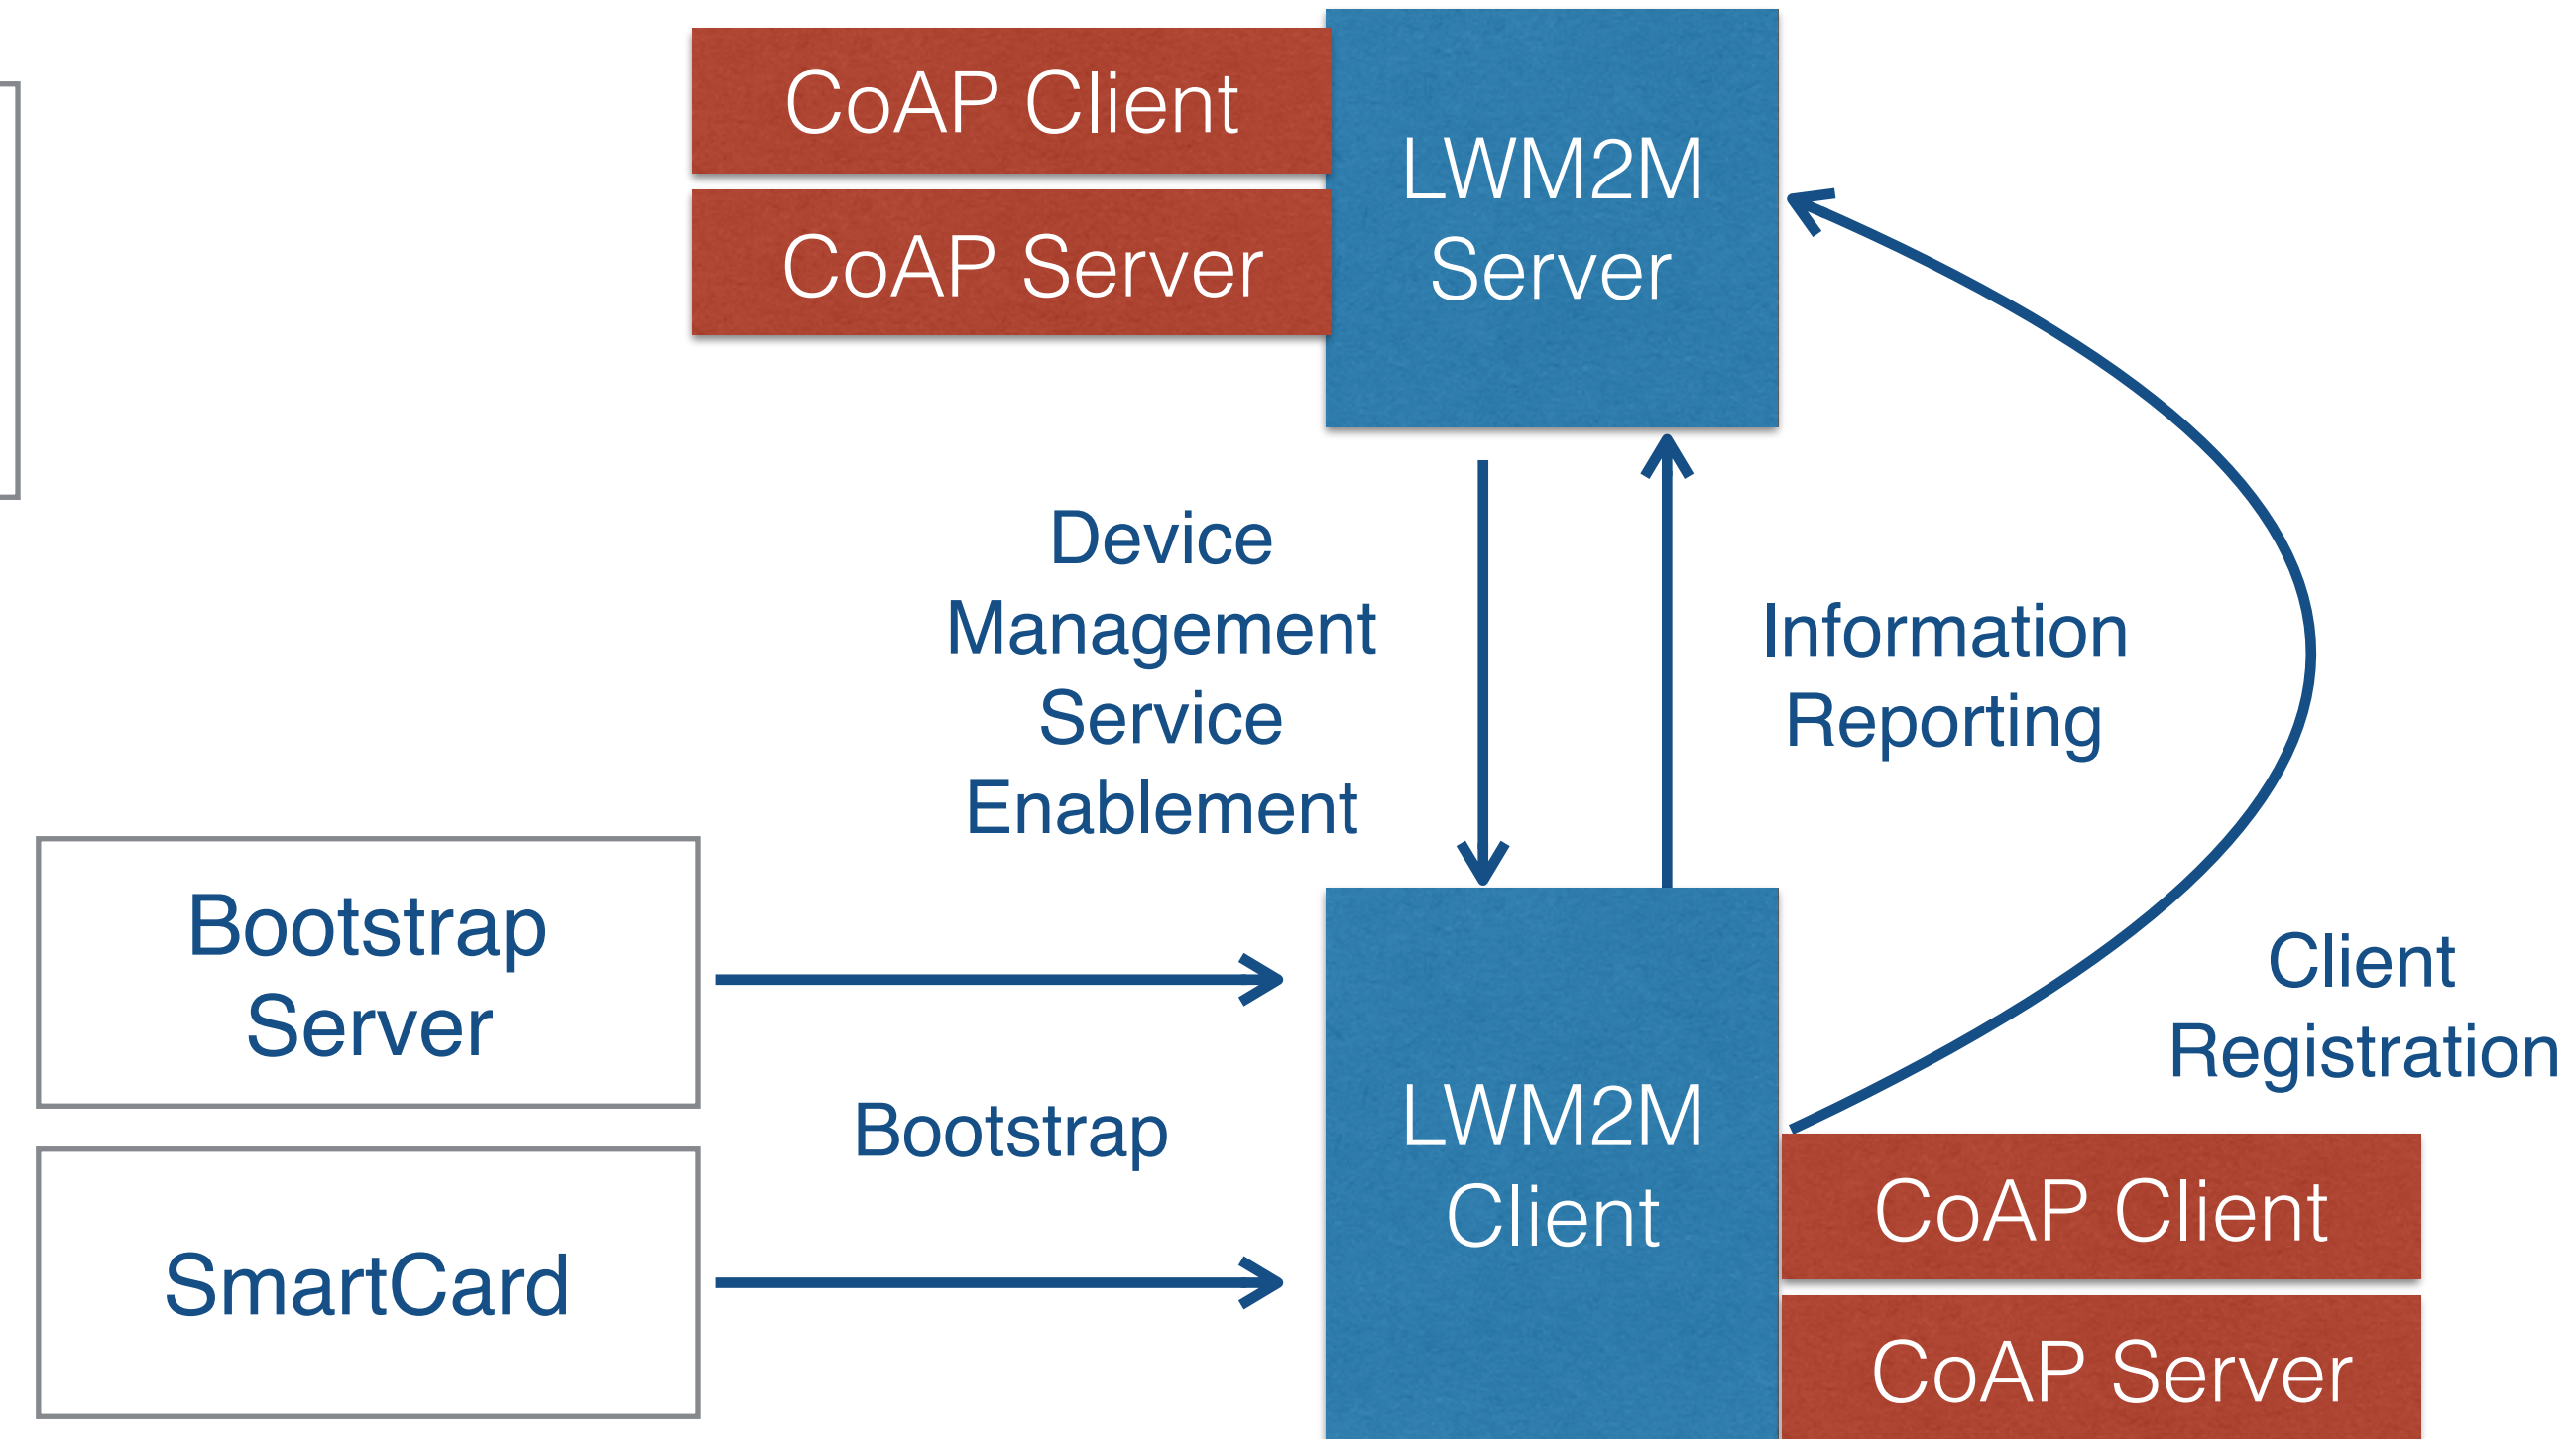 CoAP Client
CoAP Server
LWM2M
Server
Device
Management
Service
Enablement
Information
Reporting
Bootstrap
Server
Bootstrap
SmartCard
LWM2M
Client
Client
Registration
CoAP Client
CoAP Server